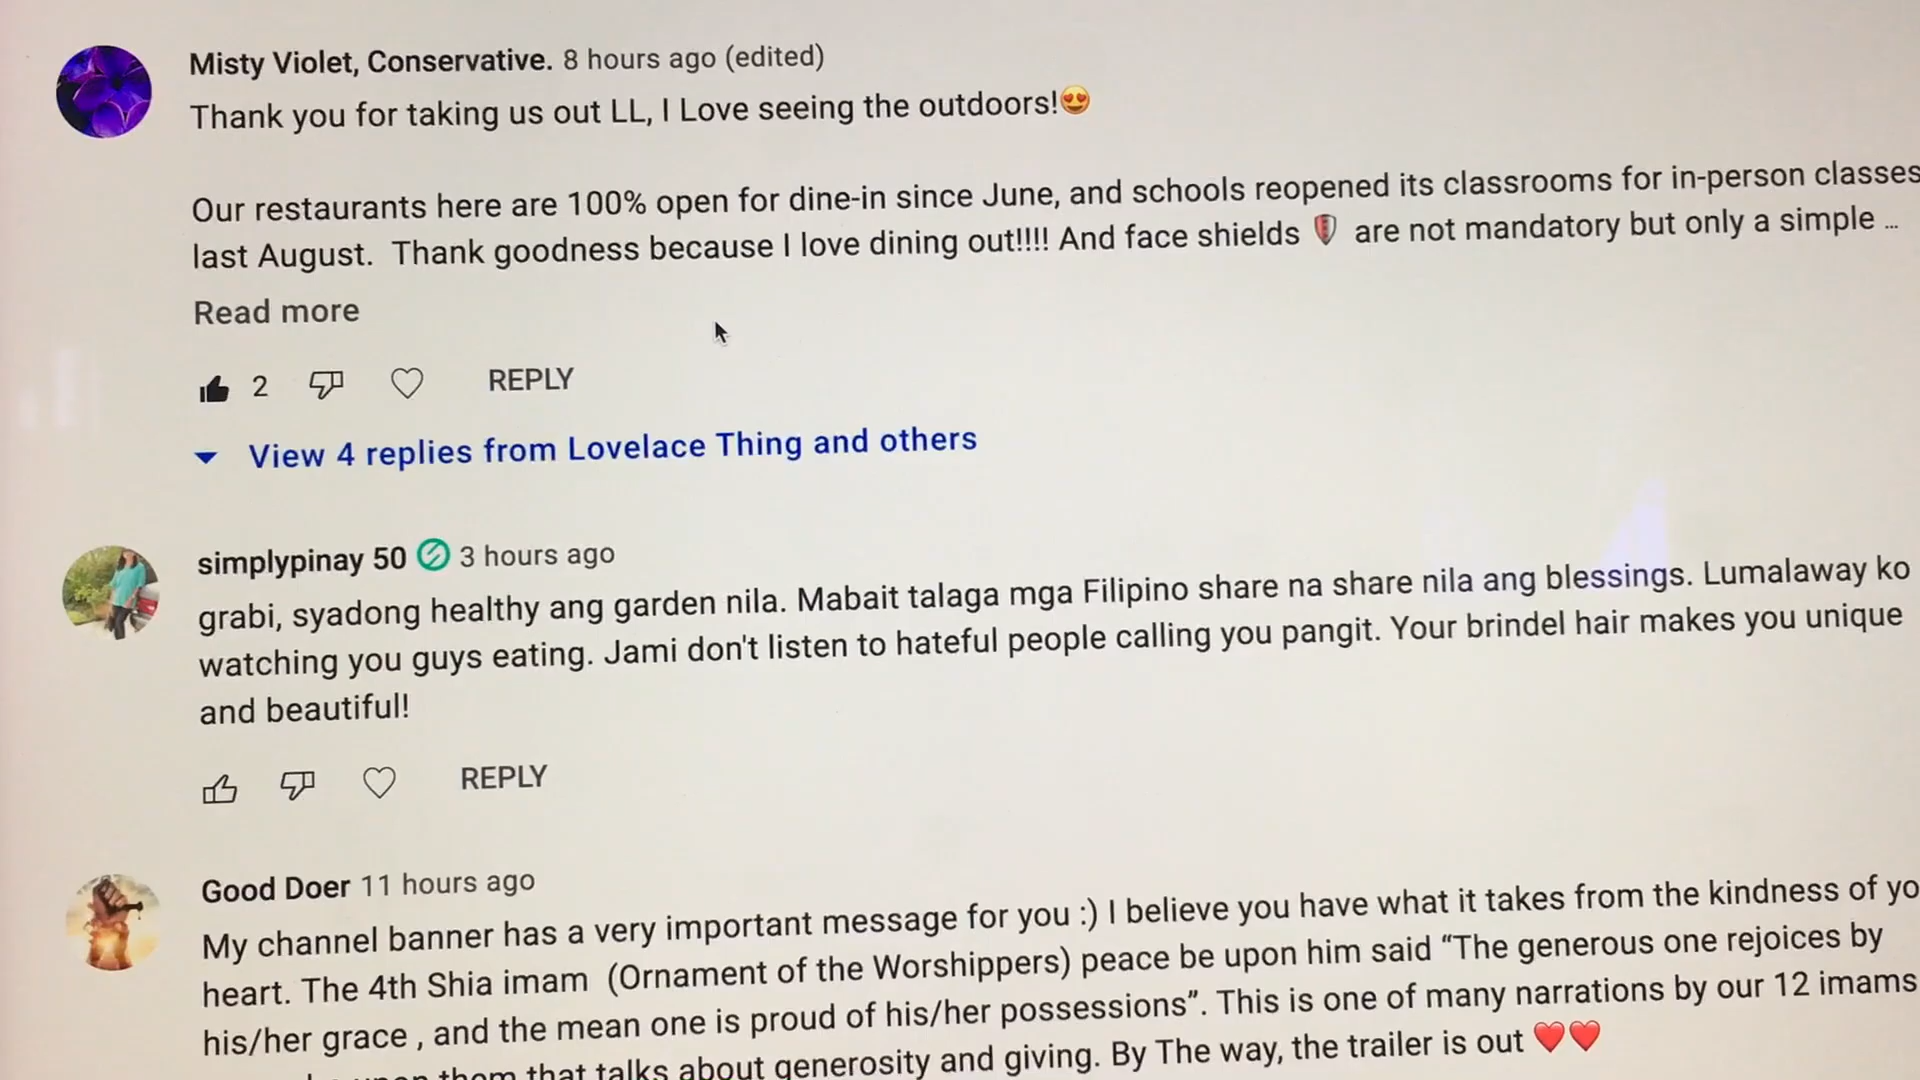 Misty Violet, Conservative. 8 hours ago (edited)
Thank you for taking us out LL, I Love seeing the outdoors!😍
Our restaurants here are 100% open for dine-in since June, and schools reopened its classrooms for in-person classes
last August. Thank goodness because I love dining out!!!! And face shields 🛡 are not mandatory but only a simple ...
Read more
2 REPLY
View 4 replies from Lovelace Thing and others
simplypinay 50 3 hours ago
grabi, syadong healthy ang garden nila. Mabait talaga mga Filipino share na share nila ang blessings. Lumalaway ko
watching you guys eating. Jami don't listen to hateful people calling you pangit. Your brindel hair makes you unique
and beautiful!
REPLY
Good Doer 11 hours ago
My channel banner has a very important message for you :) I believe you have what it takes from the kindness of yo
heart. The 4th Shia imam (Ornament of the Worshippers) peace be upon him said “The generous one rejoices by
his/her grace , and the mean one is proud of his/her possessions”. This is one of many narrations by our 12 imams
upon them that talks about generosity and giving. By The way, the trailer is out ❤️❤️